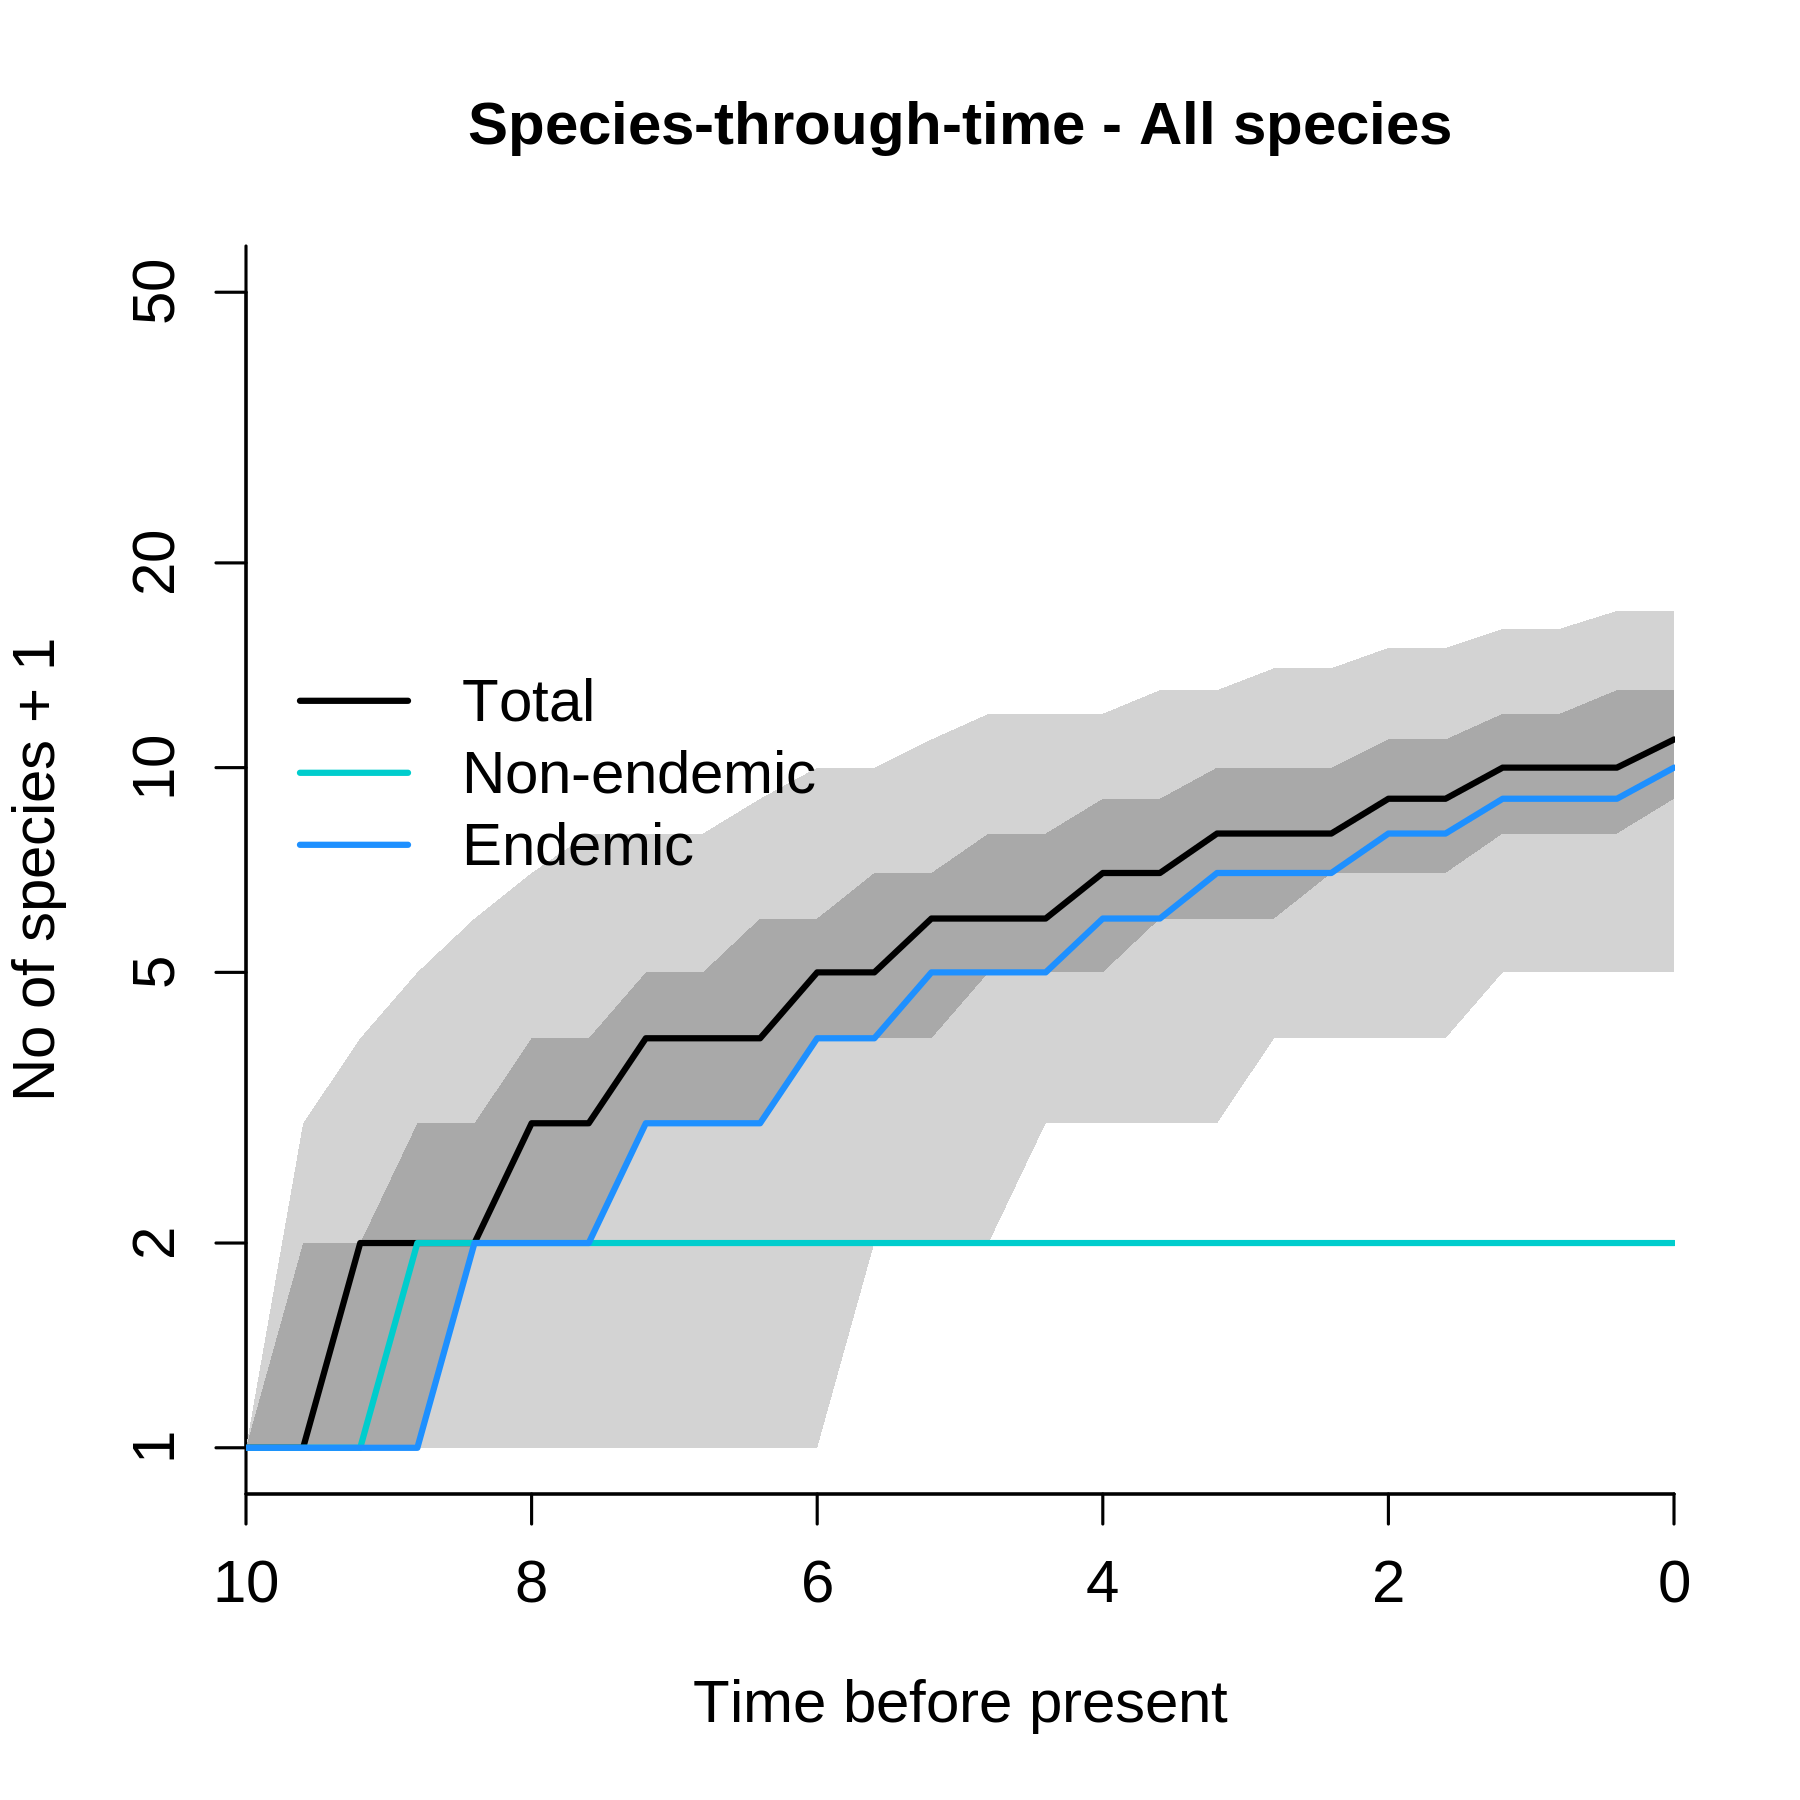 Species-through-time - All species
50
20
10
5
2
1
No of species + 1
Total
Non-endemic
Endemic
10 8 6 4 2 0
Time before present